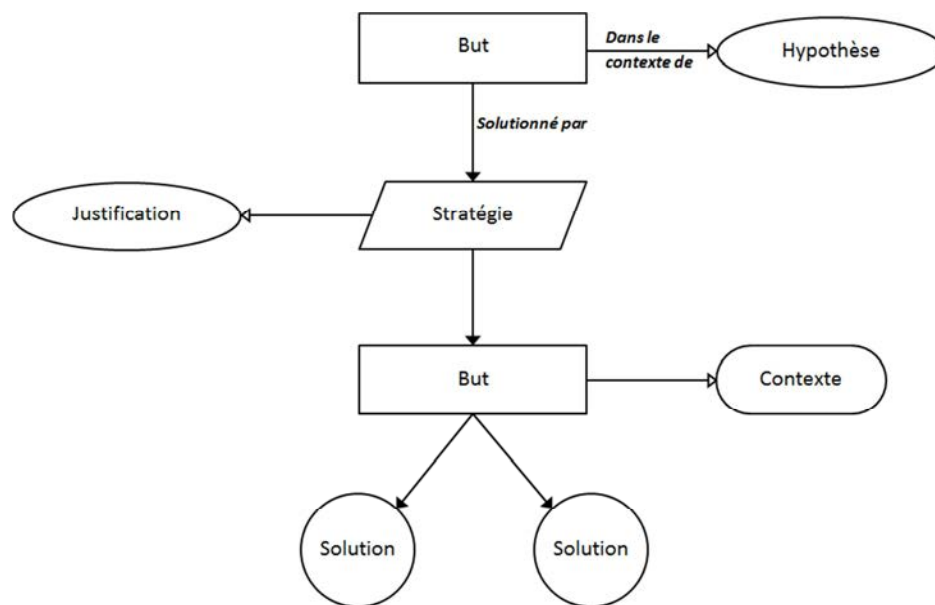 But
Dans le
contexte de
Hypothèse
Solutionné par
Justification
Stratégie
But
Contexte
Solution
Solution